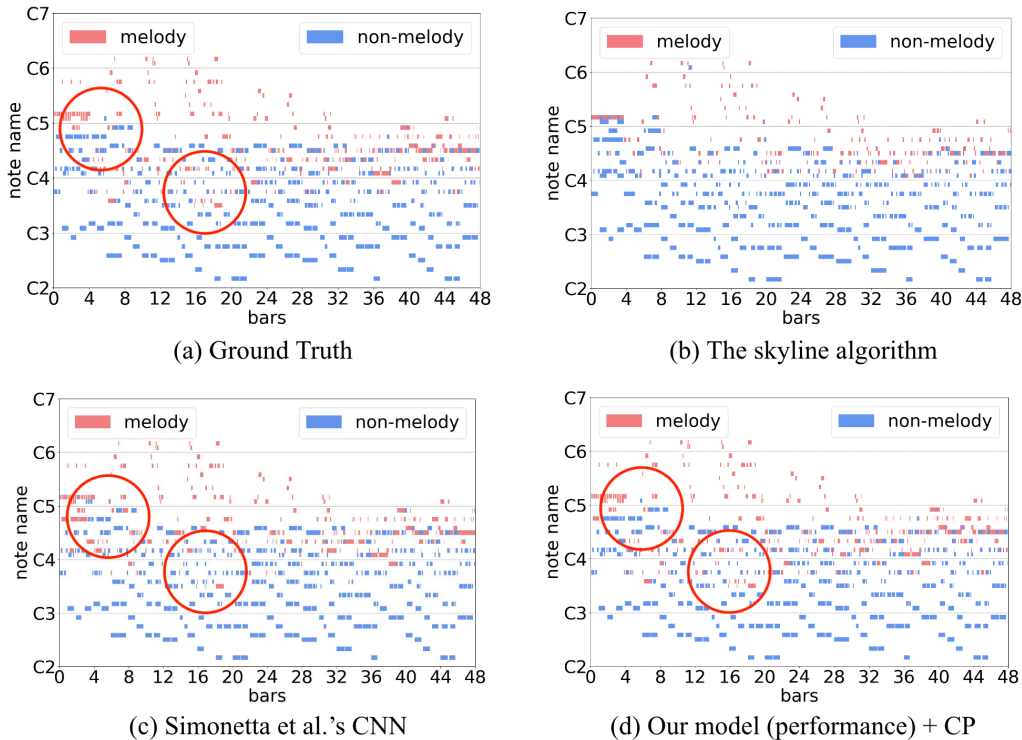 C7
melody
non-melody
C6
C5
C4
C3
C2
note name
0 4 8 12 16 20 24 28 32 36 40 44 48
bars
(a) Ground Truth
C7
melody
non-melody
C6
C5
C4
C3
C2
note name
0 4 8 12 16 20 24 28 32 36 40 44 48
bars
(b) The skyline algorithm
C7
melody
non-melody
C6
C5
C4
C3
C2
note name
0 4 8 12 16 20 24 28 32 36 40 44 48
bars
(c) Simonetta et al.'s CNN
C7
melody
non-melody
C6
C5
C4
C3
C2
note name
0 4 8 12 16 20 24 28 32 36 40 44 48
bars
(d) Our model (performance) + CP